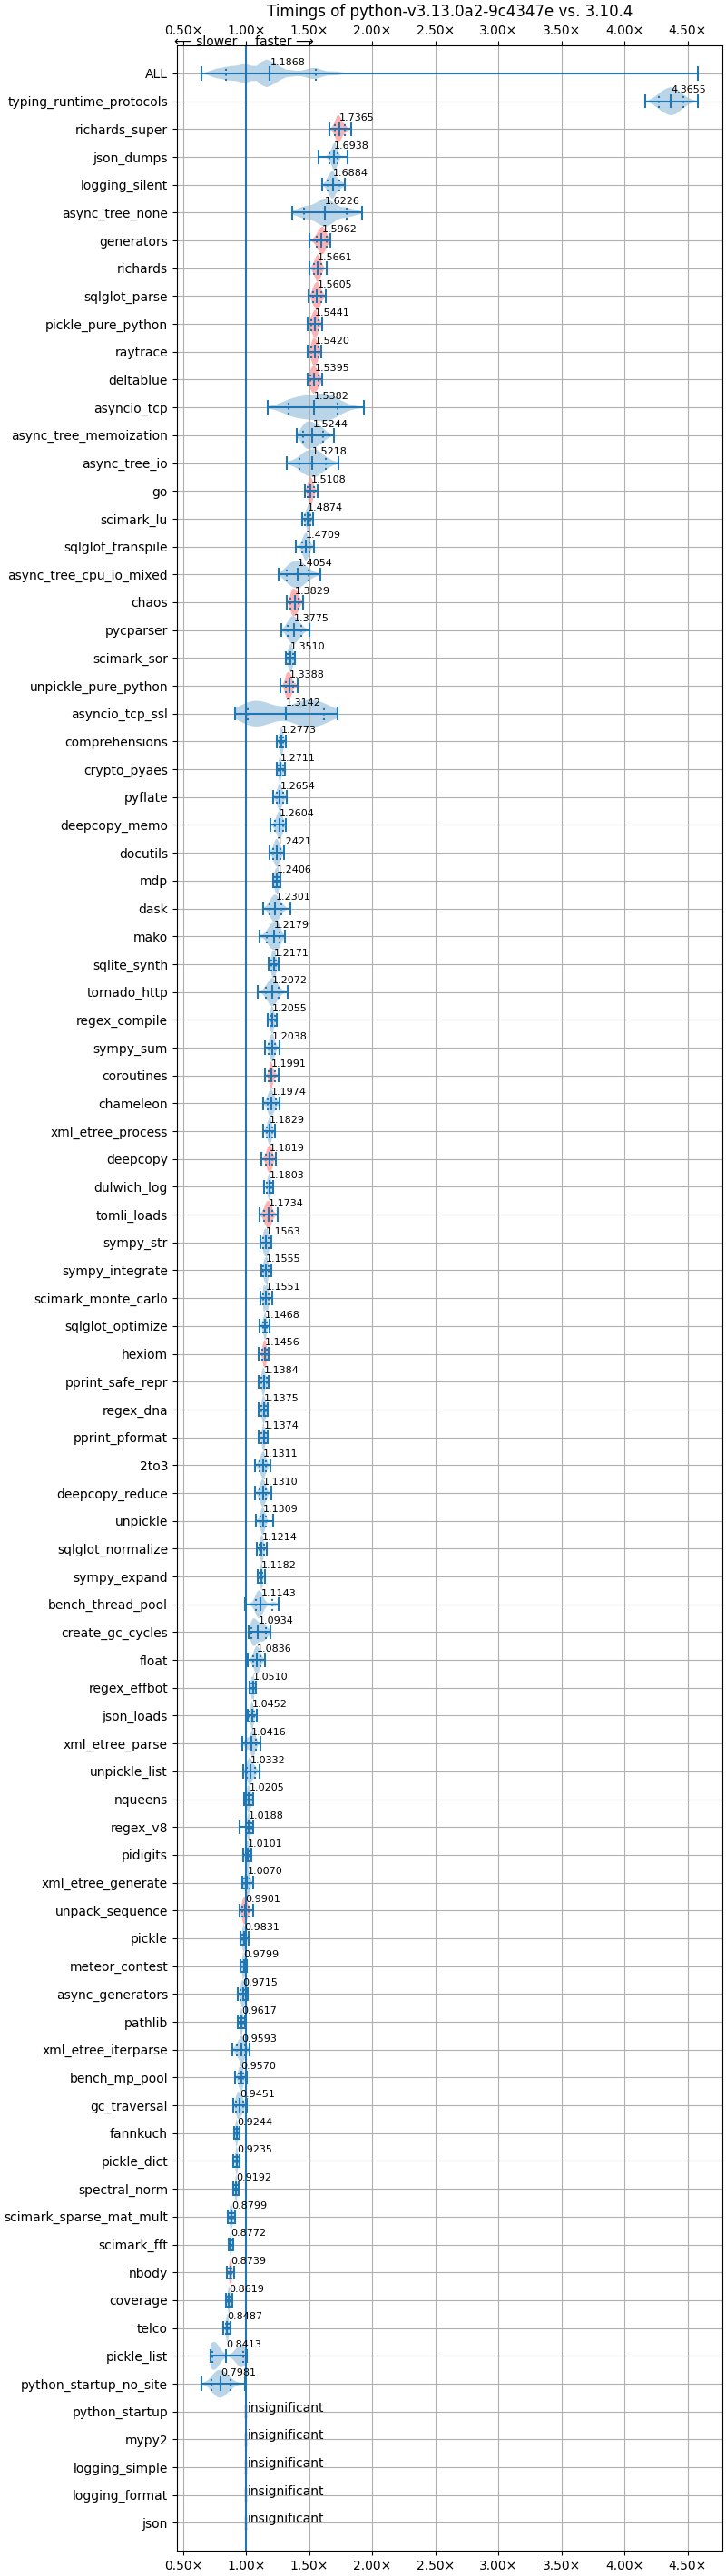 Timings of python-v3.13.0a2-9c4347e vs. 3.10.4
0.50× 1.00× 1.50× 2.00× 2.50× 3.00× 3.50× 4.00× 4.50×
⟵ slower faster ⟶
ALL 1.1868
typing_runtime_protocols 4.3655
richards_super 1.7365
json_dumps 1.6938
logging_silent 1.6884
async_tree_none 1.6226
generators 1.5962
richards 1.5661
sqlglot_parse 1.5605
pickle_pure_python 1.5441
raytrace 1.5420
deltablue 1.5395
asyncio_tcp 1.5382
async_tree_memoization 1.5244
async_tree_io 1.5218
go 1.5108
scimark_lu 1.4874
sqlglot_transpile 1.4709
async_tree_cpu_io_mixed 1.4054
chaos 1.3829
pycparser 1.3775
scimark_sor 1.3510
unpickle_pure_python 1.3388
asyncio_tcp_ssl 1.3142
comprehensions 1.2773
crypto_pyaes 1.2711
pyflate 1.2654
deepcopy_memo 1.2604
docutils 1.2421
mdp 1.2406
dask 1.2301
mako 1.2179
sqlite_synth 1.2171
tornado_http 1.2072
regex_compile 1.2055
sympy_sum 1.2038
coroutines 1.1991
chameleon 1.1974
xml_etree_process 1.1829
deepcopy 1.1819
dulwich_log 1.1803
tomli_loads 1.1734
sympy_str 1.1563
sympy_integrate 1.1555
scimark_monte_carlo 1.1551
sqlglot_optimize 1.1468
hexiom 1.1456
pprint_safe_repr 1.1384
regex_dna 1.1375
pprint_pformat 1.1374
2to3 1.1311
deepcopy_reduce 1.1310
unpickle 1.1309
sqlglot_normalize 1.1214
sympy_expand 1.1182
bench_thread_pool 1.1143
create_gc_cycles 1.0934
float 1.0836
regex_effbot 1.0510
json_loads 1.0452
xml_etree_parse 1.0416
unpickle_list 1.0332
nqueens 1.0205
regex_v8 1.0188
pidigits 1.0101
xml_etree_generate 1.0070
unpack_sequence 0.9901
pickle 0.9831
meteor_contest 0.9799
async_generators 0.9715
pathlib 0.9617
xml_etree_iterparse 0.9593
bench_mp_pool 0.9570
gc_traversal 0.9451
fannkuch 0.9244
pickle_dict 0.9235
spectral_norm 0.9192
scimark_sparse_mat_mult 0.8799
scimark_fft 0.8772
nbody 0.8739
coverage 0.8619
telco 0.8487
pickle_list 0.8413
python_startup_no_site 0.7981
python_startup insignificant
mypy2 insignificant
logging_simple insignificant
logging_format insignificant
json insignificant
0.50× 1.00× 1.50× 2.00× 2.50× 3.00× 3.50× 4.00× 4.50×